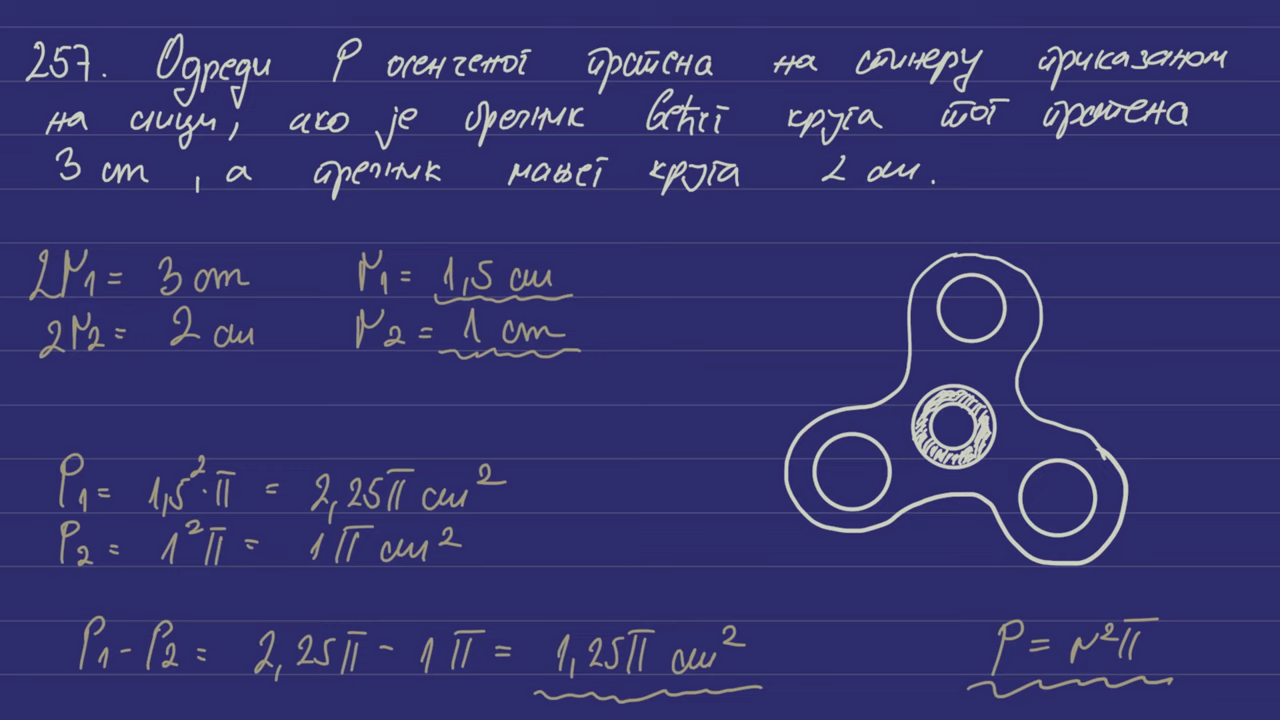 257. Одреди P осенченог прстена на спинеру приказаном
на слици, ако је пречник већег круга тог прстена
3 cm, а пречник мањег круга 2 cm.
2r₁ = 3 cm r₁ = 1,5 cm
2r₂ = 2 cm r₂ = 1 cm
P₁ = 1,5² · π = 2,25π cm²
P₂ = 1²π = 1π cm²
P₁ - P₂ = 2,25π - 1π = 1,25π cm²
P = r²π